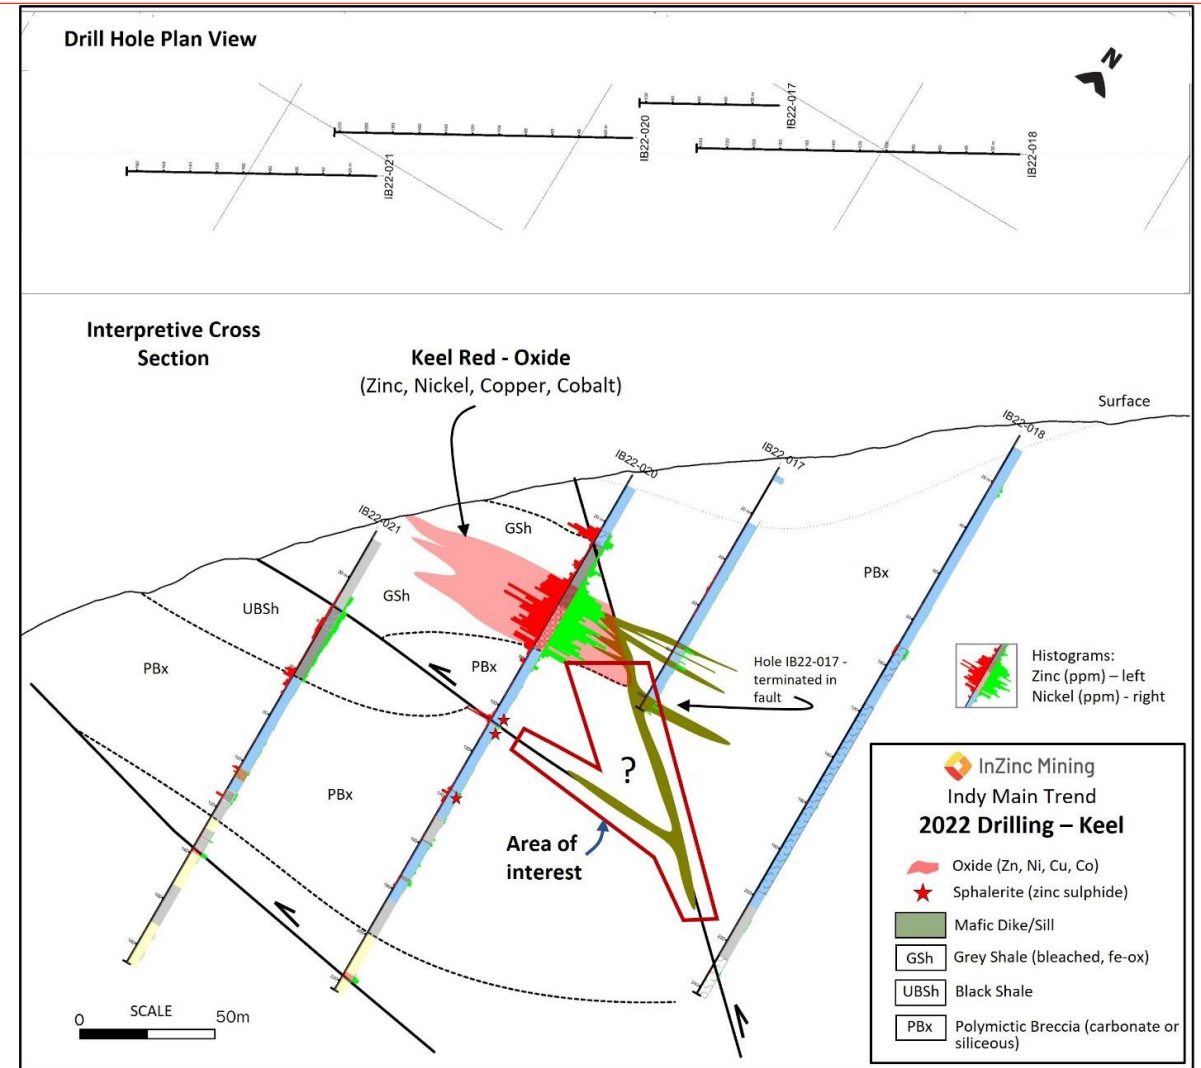 Drill Hole Plan View
N
IB22-017
IB22-020
IB22-018
IB22-021
Interpretive Cross
Section
Keel Red - Oxide
(Zinc, Nickel, Copper, Cobalt)
Surface
IB22-018
IB22-017
IB22-020
IB22-021
GSh
GSh
UBSh
PBx
PBx
PBx
PBx
Hole IB22-017 -
terminated in
fault
Histograms:
Zinc (ppm) – left
Nickel (ppm) - right
?
Area of
interest
SCALE
0
50m
InZinc Mining
Indy Main Trend
2022 Drilling – Keel
Oxide (Zn, Ni, Cu, Co)
Sphalerite (zinc sulphide)
Mafic Dike/Sill
GSh Grey Shale (bleached, fe-ox)
UBSh Black Shale
PBx Polymictic Breccia (carbonate or
siliceous)